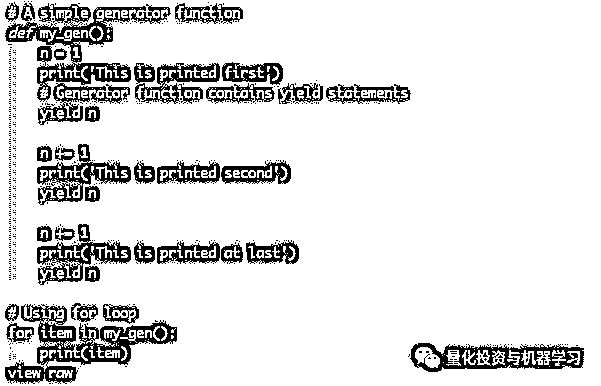 # A simple generator function
def my_gen():
    n = 1
    print('This is printed first')
    # Generator function contains yield statements
    yield n

    n += 1
    print('This is printed second')
    yield n

    n += 1
    print('This is printed at last')
    yield n

# Using for loop
for item in my_gen():
    print(item)
view raw
量化投资与机器学习